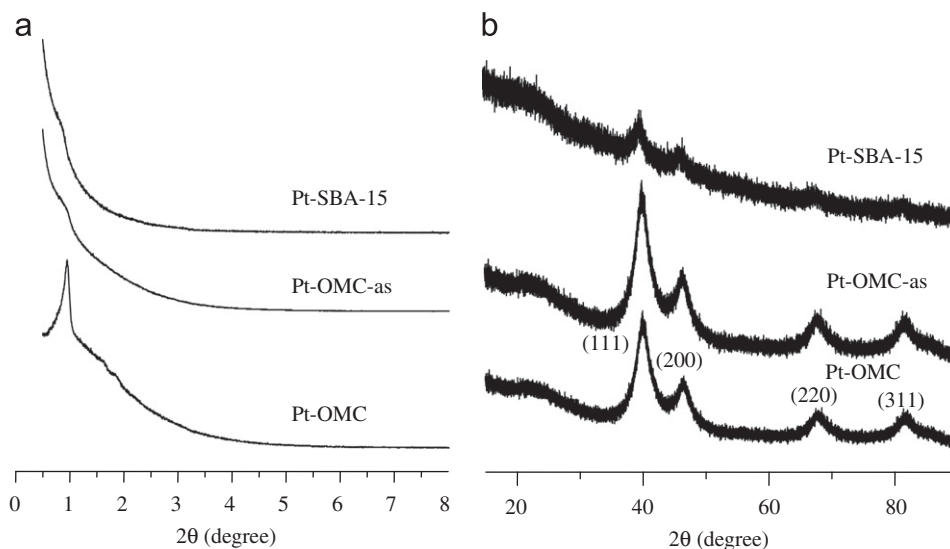 a
Pt-SBA-15
Pt-OMC-as
Pt-OMC
0 1 2 3 4 5 6 7 8
2θ (degree)
b
Pt-SBA-15
Pt-OMC-as
(111)
(200)
Pt-OMC
(220)
(311)
20 40 60 80
2θ (degree)